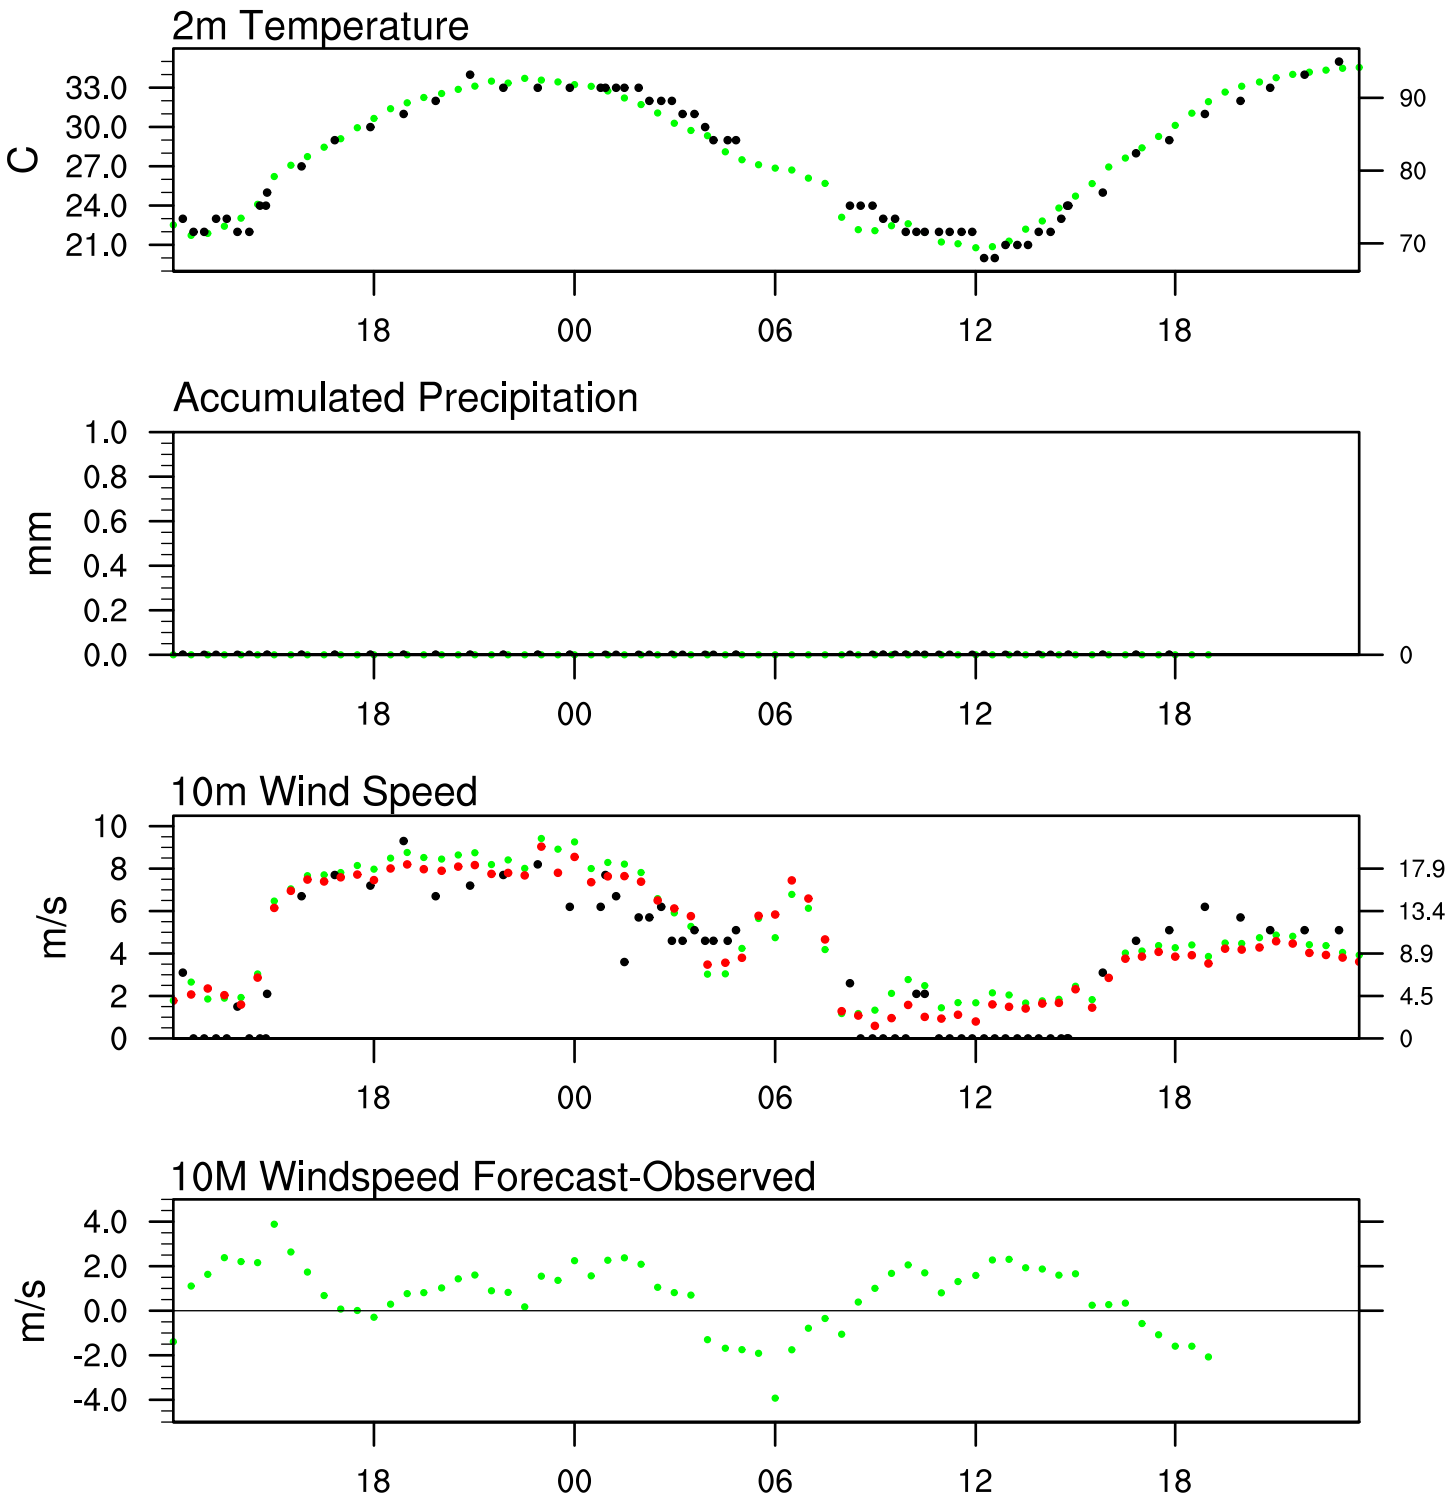 2m Temperature
33.0
30.0
27.0
24.0
21.0
C
90
80
70
18 00 06 12 18
Accumulated Precipitation
1.0
0.8
0.6
0.4
0.2
0.0
mm
0
18 00 06 12 18
10m Wind Speed
10
8
6
4
2
0
m/s
17.9
13.4
8.9
4.5
0
18 00 06 12 18
10M Windspeed Forecast-Observed
4.0
2.0
0.0
-2.0
-4.0
m/s
18 00 06 12 18